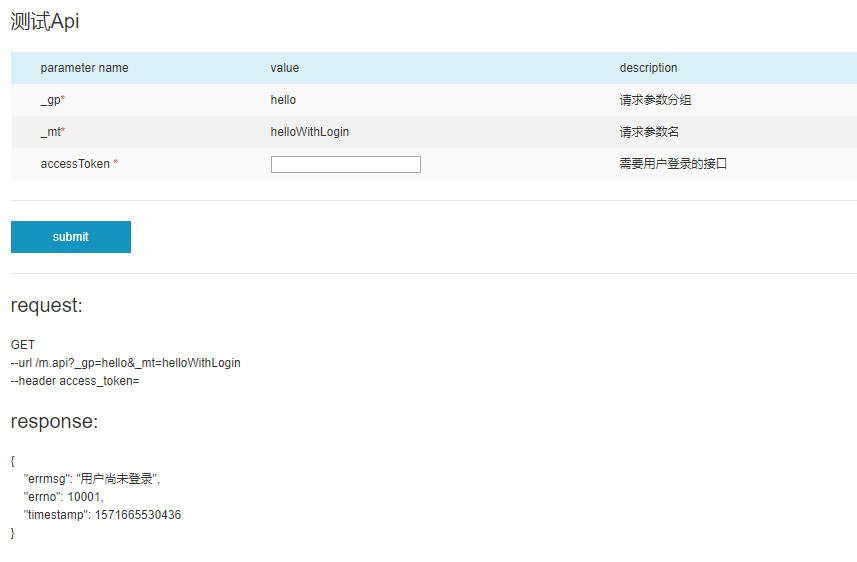 测试Api
parameter name value description
_gp* hello 请求参数分组
_mt* helloWithLogin 请求参数名
accessToken * 需要用户登录的接口
submit
request:
GET
--url /m.api?_gp=hello&_mt=helloWithLogin
--header access_token=
response:
{
"errmsg": "用户尚未登录",
"errno": 10001,
"timestamp": 1571665530436
}